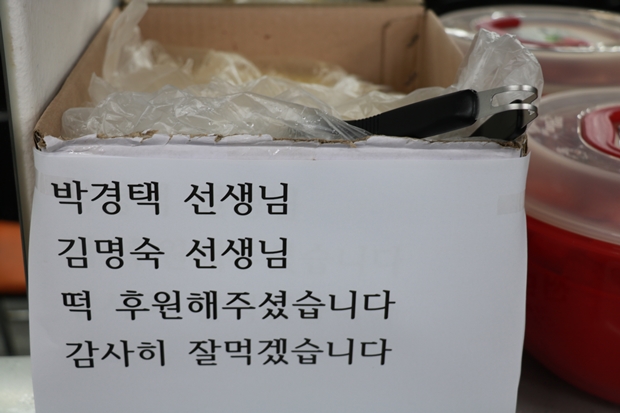 박경택 선생님
김명숙 선생님
떡 후원해주셨습니다
감사히 잘먹겠습니다